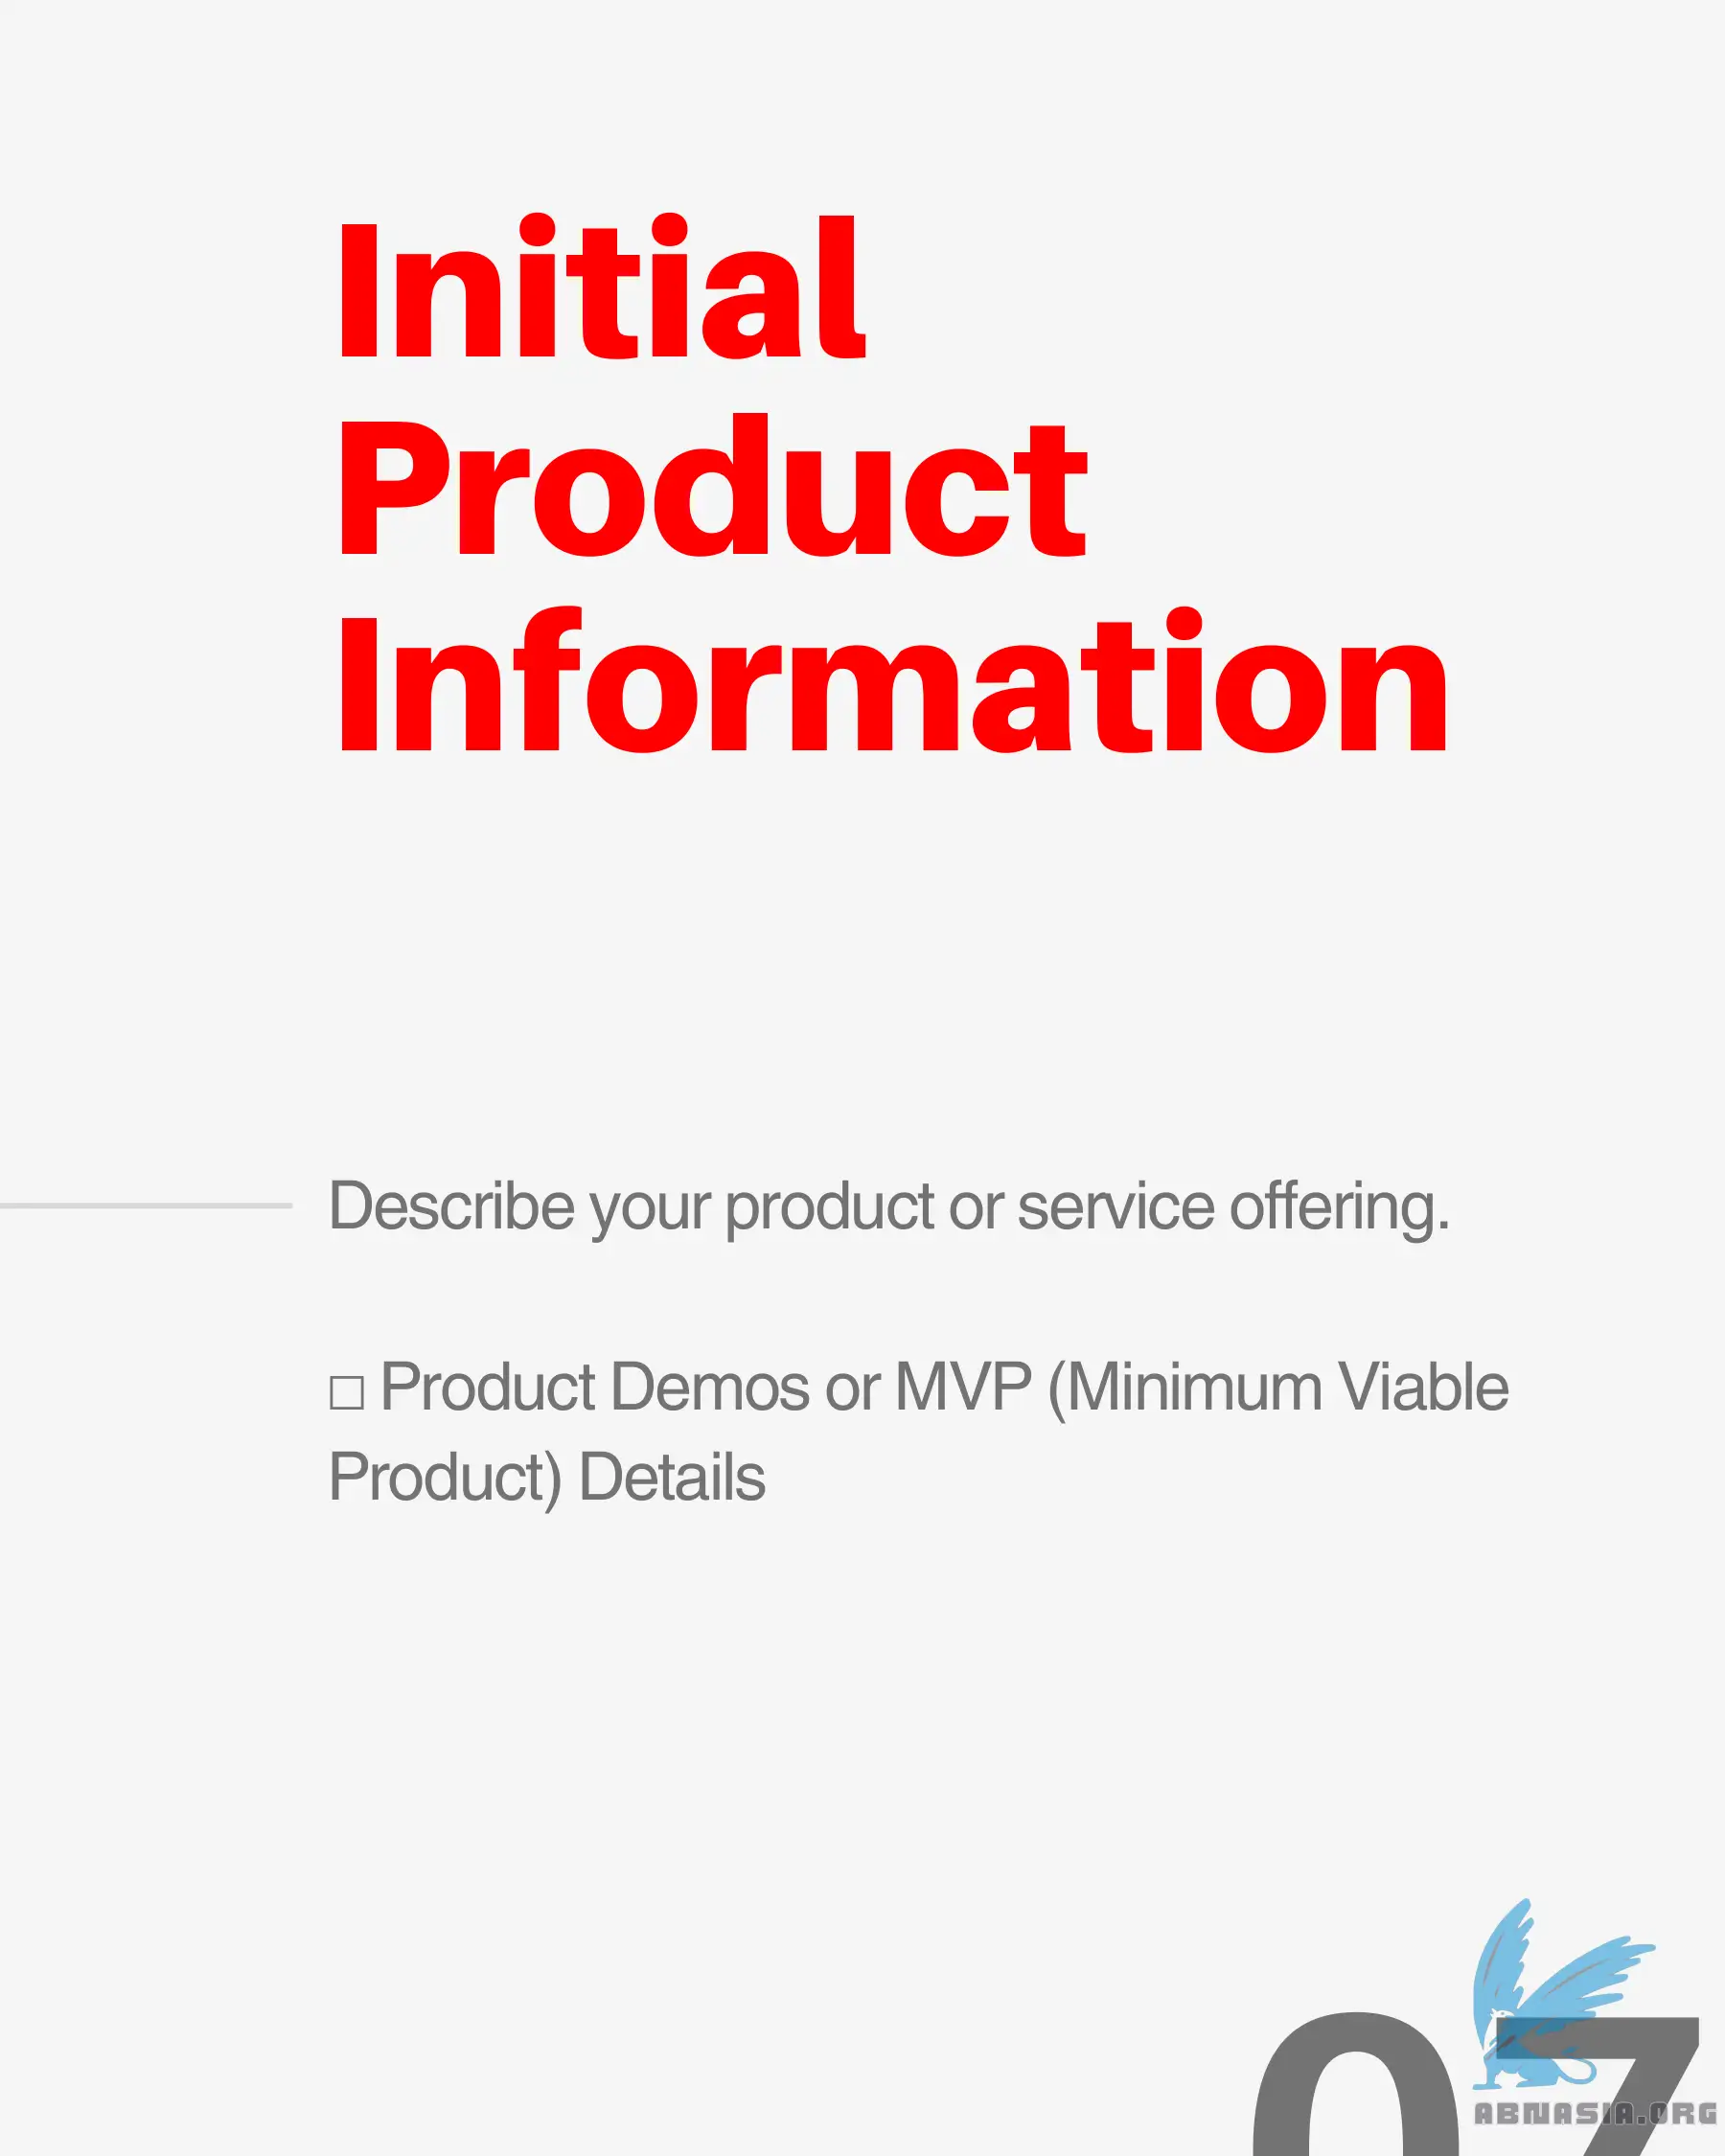 Initial
Product
Information
Describe your product or service offering.
□ Product Demos or MVP (Minimum Viable
Product) Details
07
ABNASIA.ORG